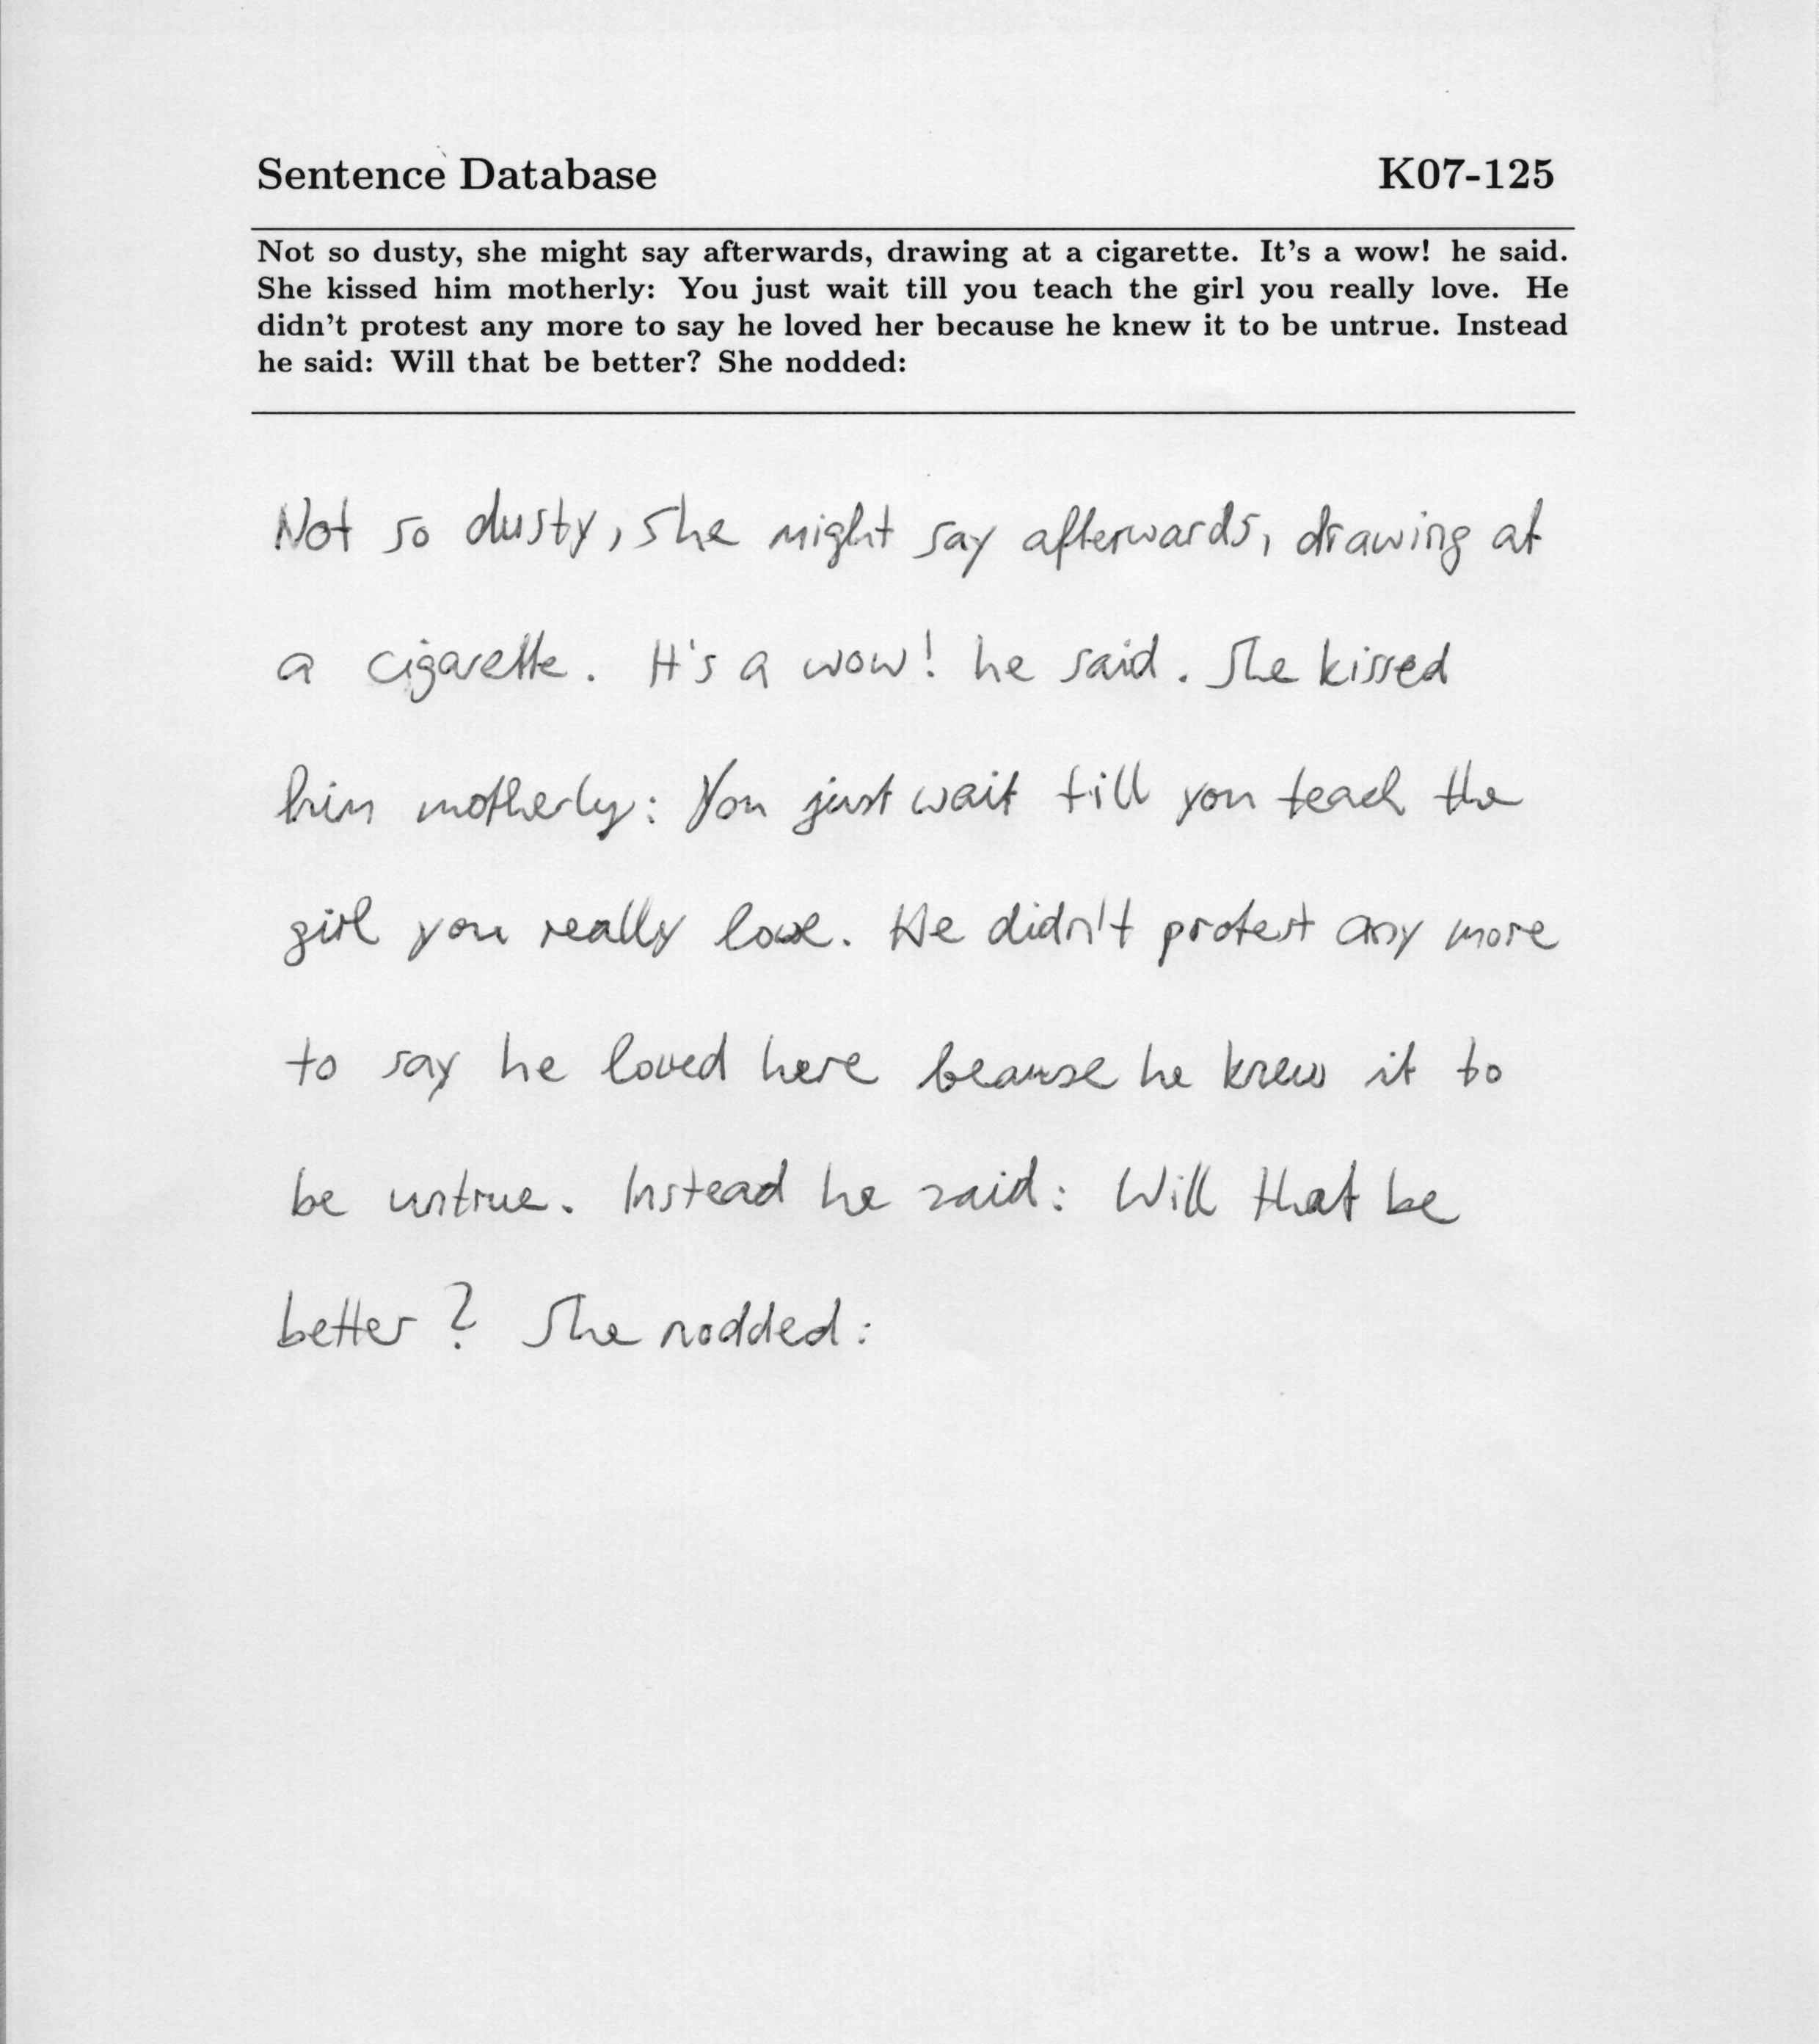 Sentence Database K07-125
Not so dusty, she might say afterwards, drawing at a cigarette. It's a wow! he said.
She kissed him motherly: You just wait till you teach the girl you really love. He
didn't protest any more to say he loved her because he knew it to be untrue. Instead
he said: Will that be better? She nodded:
Not so dusty, she might say afterwards, drawing at
a cigarette. It's a wow! he said. She kissed
him motherly: You just wait till you teach the
girl you really love. He didn't protest any more
to say he loved here beause he knew it to
be untrue. Instead he said: Will that be
better? She nodded: